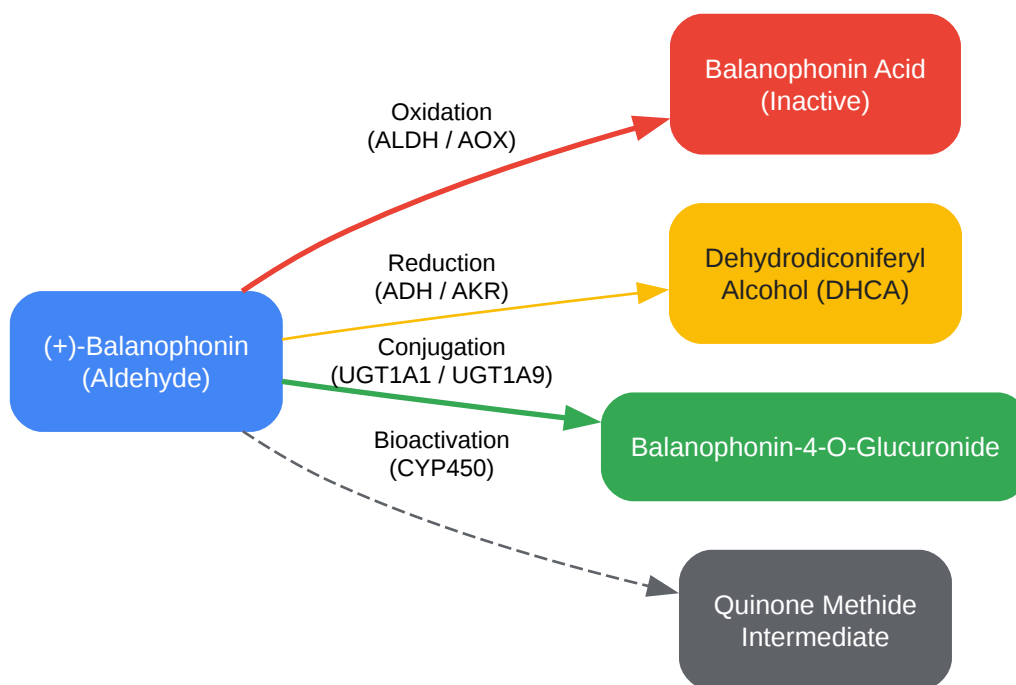 Balanophonin Acid
(Inactive)
Oxidation
(ALDH / AOX)
Dehydrodiconiferyl
Alcohol (DHCA)
Reduction
(ADH / AKR)
(+)-Balanophonin
(Aldehyde)
Conjugation
(UGT1A1 / UGT1A9)
Balanophonin-4-O-Glucuronide
Bioactivation
(CYP450)
Quinone Methide
Intermediate